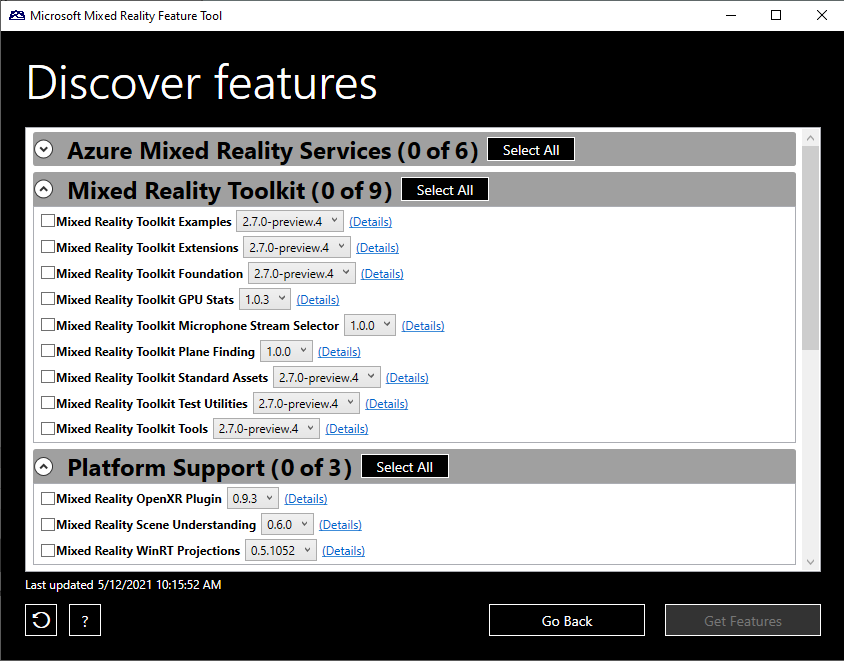 Microsoft Mixed Reality Feature Tool
Discover features
Azure Mixed Reality Services (0 of 6) Select All
Mixed Reality Toolkit (0 of 9) Select All
Mixed Reality Toolkit Examples 2.7.0-preview.4 (Details)
Mixed Reality Toolkit Extensions 2.7.0-preview.4 (Details)
Mixed Reality Toolkit Foundation 2.7.0-preview.4 (Details)
Mixed Reality Toolkit GPU Stats 1.0.3 (Details)
Mixed Reality Toolkit Microphone Stream Selector 1.0.0 (Details)
Mixed Reality Toolkit Plane Finding 1.0.0 (Details)
Mixed Reality Toolkit Standard Assets 2.7.0-preview.4 (Details)
Mixed Reality Toolkit Test Utilities 2.7.0-preview.4 (Details)
Mixed Reality Toolkit Tools 2.7.0-preview.4 (Details)
Platform Support (0 of 3) Select All
Mixed Reality OpenXR Plugin 0.9.3 (Details)
Mixed Reality Scene Understanding 0.6.0 (Details)
Mixed Reality WinRT Projections 0.5.1052 (Details)
Last updated 5/12/2021 10:15:52 AM
? Go Back Get Features